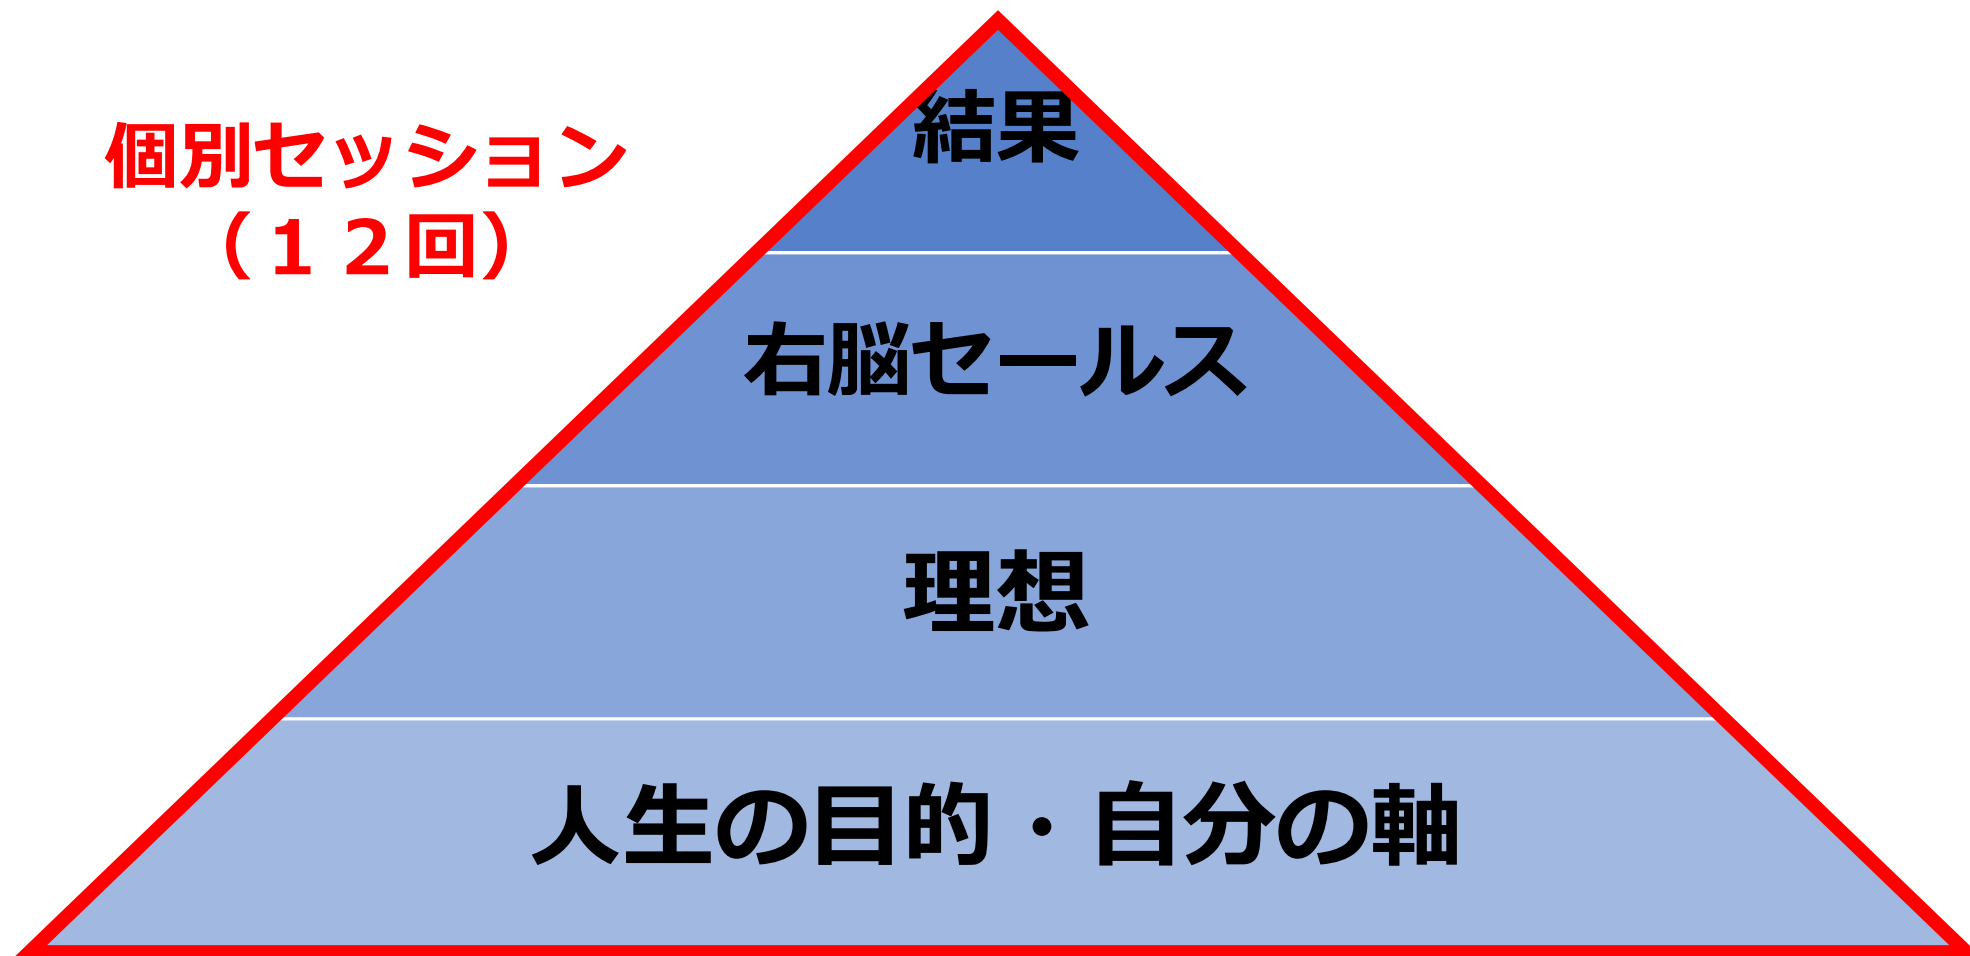 個別セッション
（１２回）
結果
右脳セールス
理想
人生の目的・自分の軸